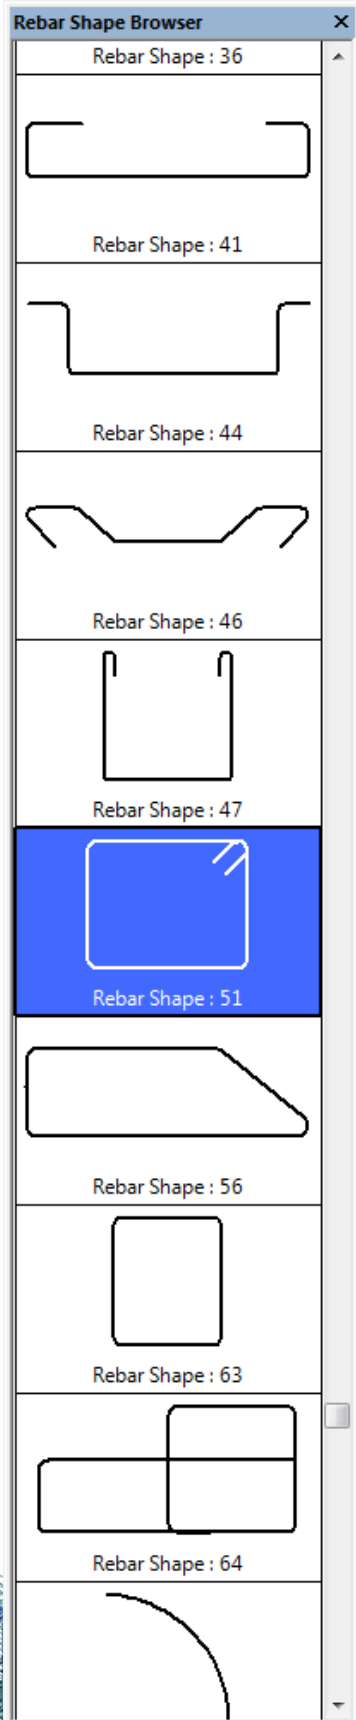 Rebar Shape Browser
Rebar Shape : 36
Rebar Shape : 41
Rebar Shape : 44
Rebar Shape : 46
Rebar Shape : 47
Rebar Shape : 51
Rebar Shape : 56
Rebar Shape : 63
Rebar Shape : 64